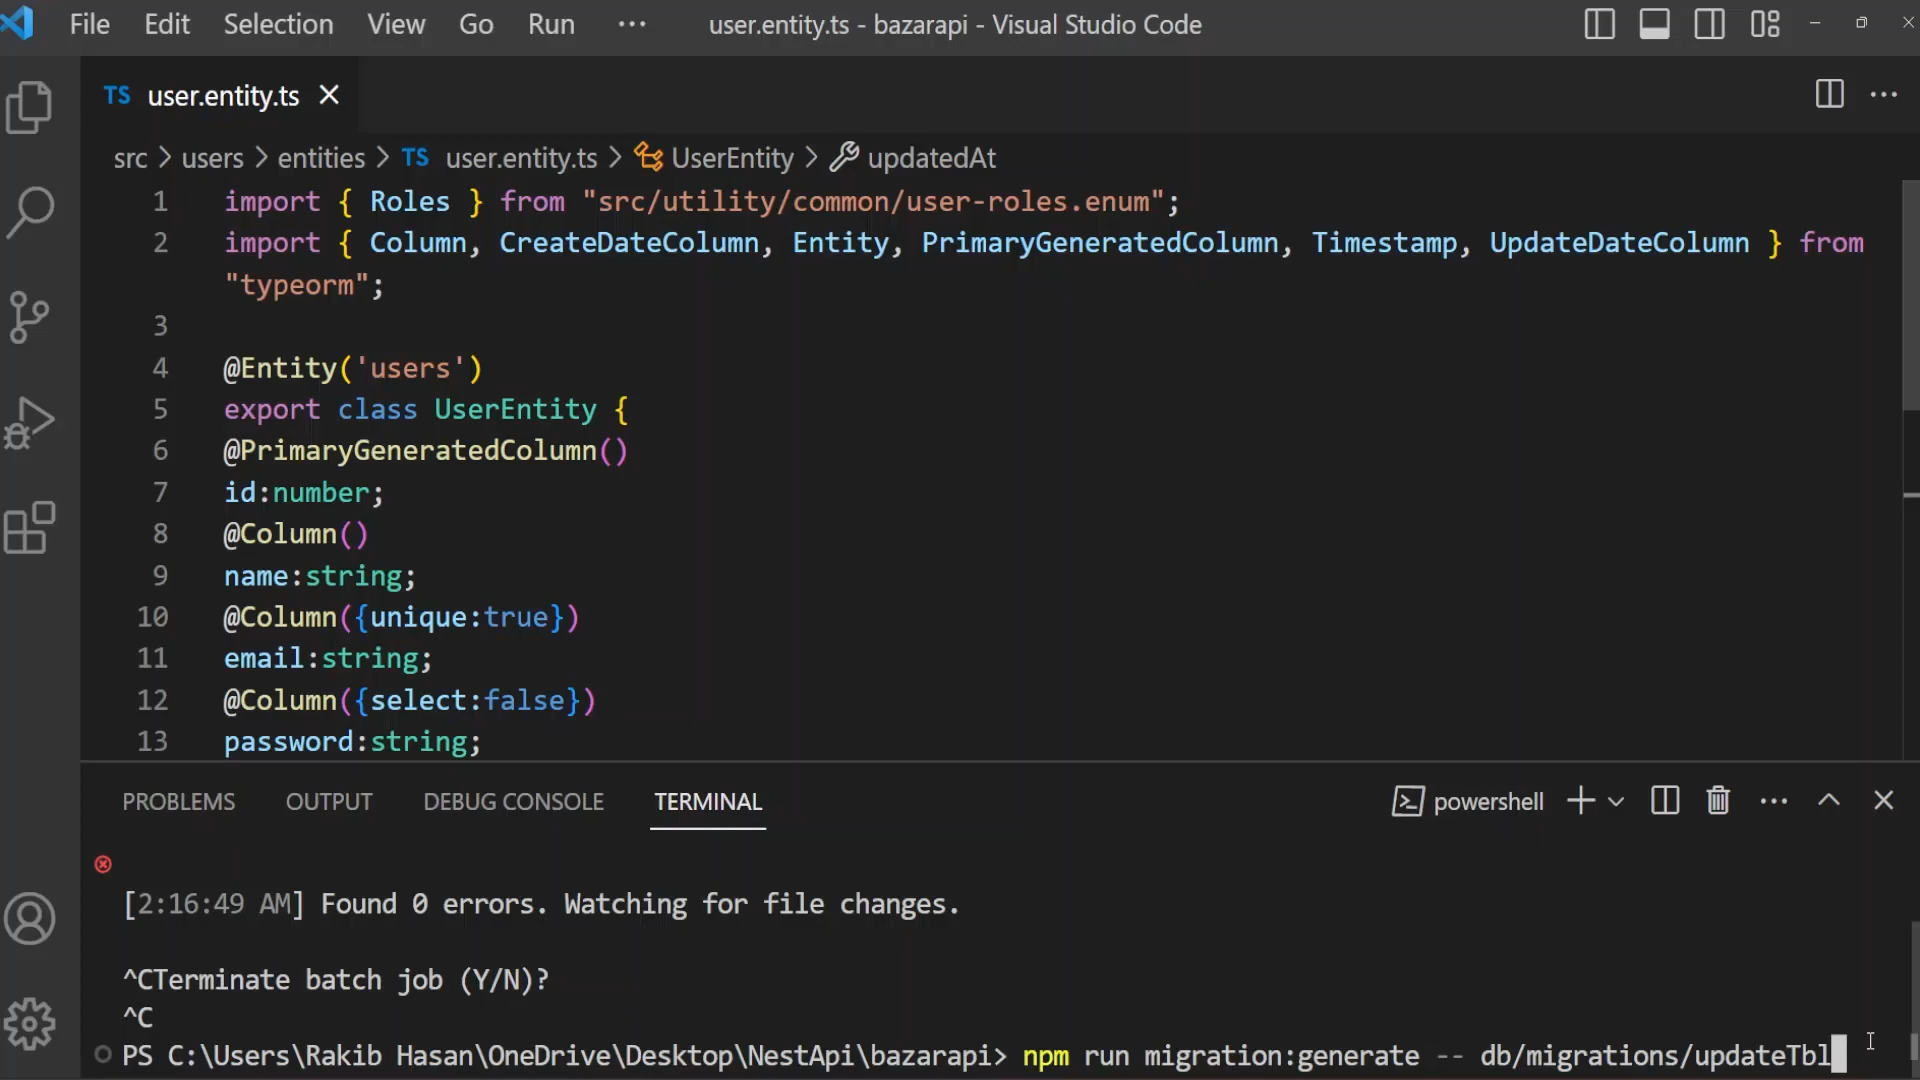 File Edit Selection View Go Run ··· user.entity.ts - bazarapi - Visual Studio Code
TS user.entity.ts
src > users > entities > TS user.entity.ts > UserEntity > updatedAt
1 import { Roles } from "src/utility/common/user-roles.enum";
2 import { Column, CreateDateColumn, Entity, PrimaryGeneratedColumn, Timestamp, UpdateDateColumn } from
"typeorm";
3
4 @Entity('users')
5 export class UserEntity {
6 @PrimaryGeneratedColumn()
7 id:number;
8 @Column()
9 name:string;
10 @Column({unique:true})
11 email:string;
12 @Column({select:false})
13 password:string;
PROBLEMS OUTPUT DEBUG CONSOLE TERMINAL powershell
[2:16:49 AM] Found 0 errors. Watching for file changes.
^CTerminate batch job (Y/N)?
^C
PS C:\Users\Rakib Hasan\OneDrive\Desktop\NestApi\bazarapi> npm run migration:generate -- db/migrations/updateTbl